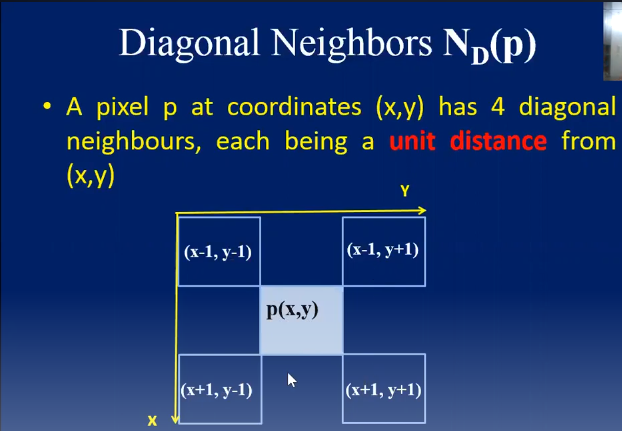 Diagonal Neighbors N_D(p)
• A pixel p at coordinates (x,y) has 4 diagonal
neighbours, each being a unit distance from
(x,y)
Y
(x-1, y-1)
(x-1, y+1)
p(x,y)
(x+1, y-1)
(x+1, y+1)
X